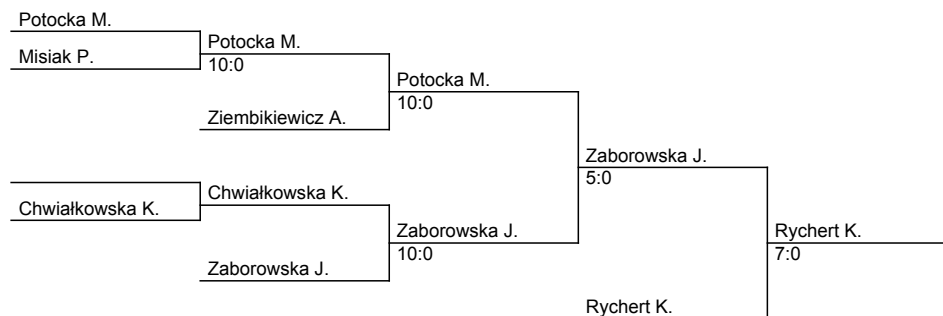 Potocka M.
Misiak P.
Potocka M.
10:0
Ziembikiewicz A.
Potocka M.
10:0
Chwiałkowska K.
Chwiałkowska K.
Zaborowska J.
Zaborowska J.
10:0
Zaborowska J.
5:0
Rychert K.
Rychert K.
7:0